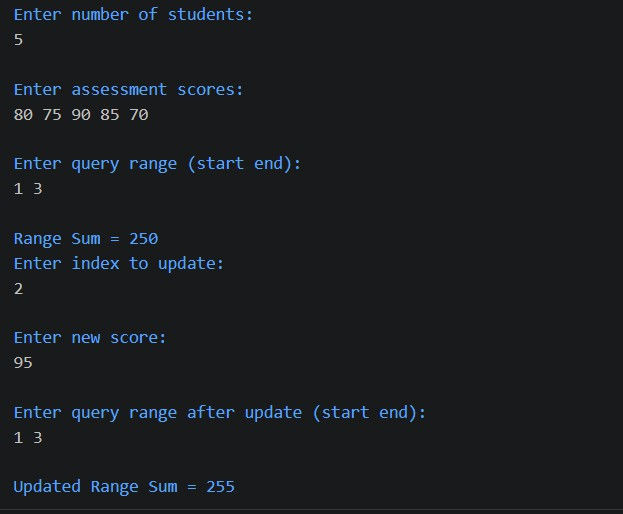 Enter number of students:
5
Enter assessment scores:
80 75 90 85 70
Enter query range (start end):
1 3
Range Sum = 250
Enter index to update:
2
Enter new score:
95
Enter query range after update (start end):
1 3
Updated Range Sum = 255